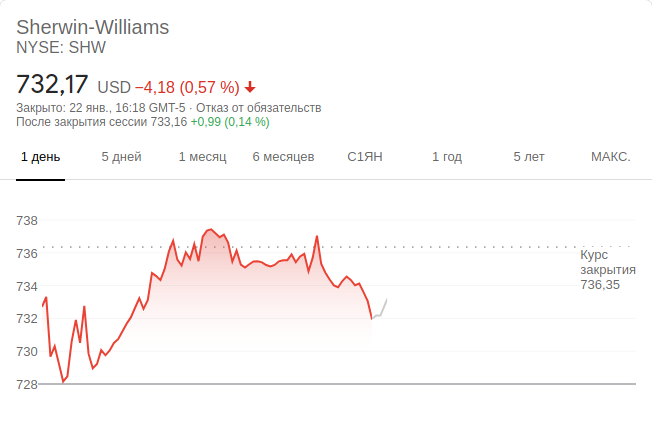 Sherwin-Williams
NYSE: SHW
732,17 USD −4,18 (0,57 %)
Закрыто: 22 янв., 16:18 GMT-5 · Отказ от обязательств
После закрытия сессии 733,16 +0,99 (0,14 %)
1 день 5 дней 1 месяц 6 месяцев С1ЯН 1 год 5 лет МАКС.
738
736
734
732
730
728
Курс
закрытия
736,35